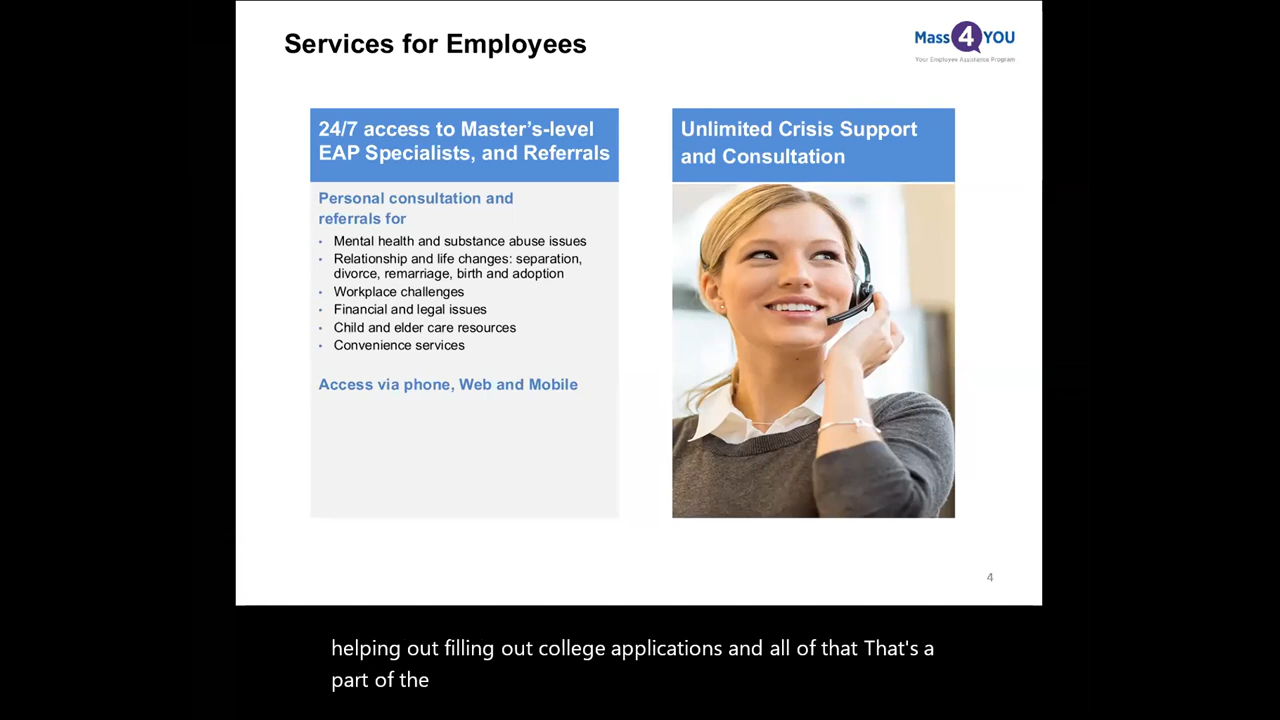 Services for Employees
Mass 4 YOU
Your Employee Assistance Program
24/7 access to Master’s-level
EAP Specialists, and Referrals
Personal consultation and
referrals for
• Mental health and substance abuse issues
• Relationship and life changes: separation,
divorce, remarriage, birth and adoption
• Workplace challenges
• Financial and legal issues
• Child and elder care resources
• Convenience services
Access via phone, Web and Mobile
Unlimited Crisis Support
and Consultation
4
helping out filling out college applications and all of that That's a
part of the